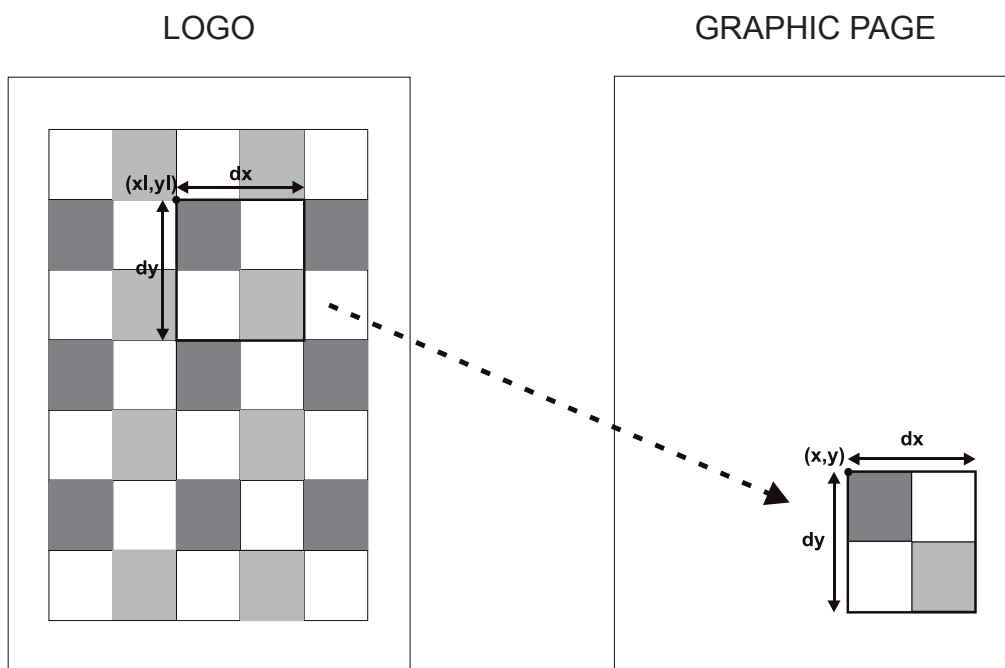 LOGO
GRAPHIC PAGE
dx
(xl,yl)
dy
dx
(x,y)
dy